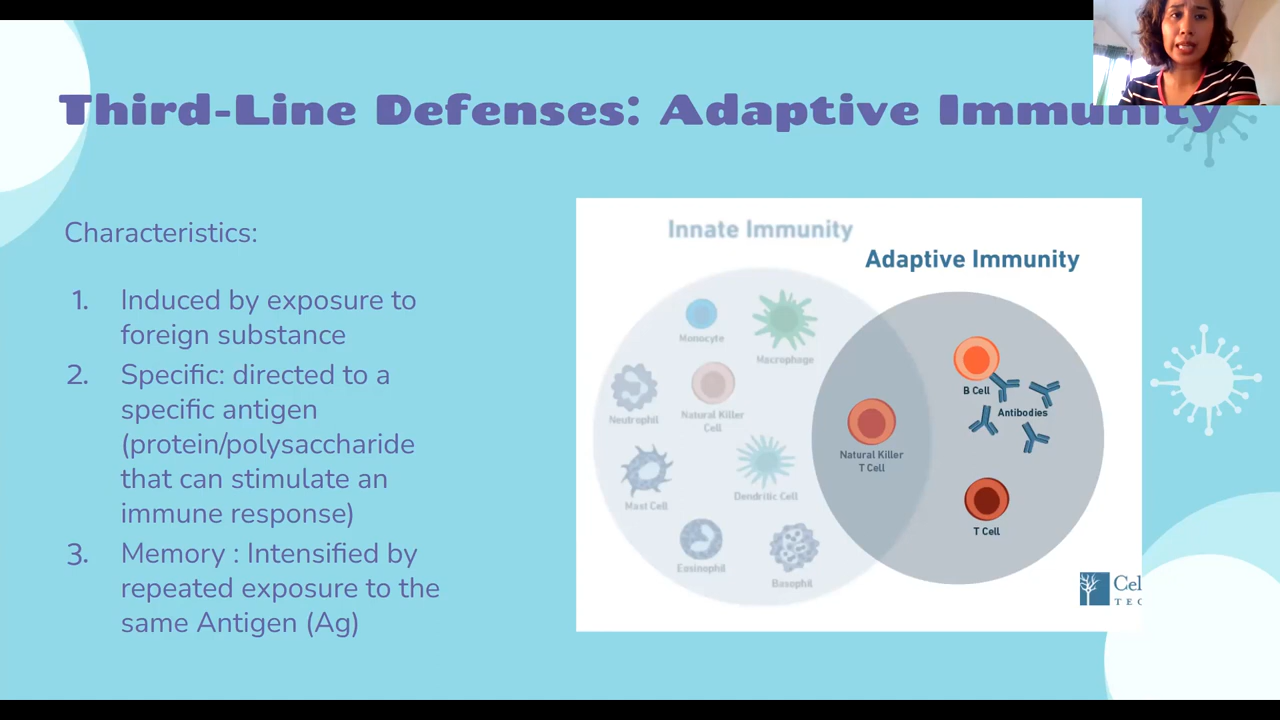 Third-Line Defenses: Adaptive Immunity
Characteristics:
1. Induced by exposure to
foreign substance
2. Specific: directed to a
specific antigen
(protein/polysaccharide
that can stimulate an
immune response)
3. Memory : Intensified by
repeated exposure to the
same Antigen (Ag)
Innate Immunity
Adaptive Immunity
Monocyte
Macrophage
Neutrophil
Natural Killer
Cell
Mast Cell
Dendritic Cell
Eosinophil
Basophil
Natural Killer
T Cell
B Cell
Antibodies
T Cell
Cel
TEC